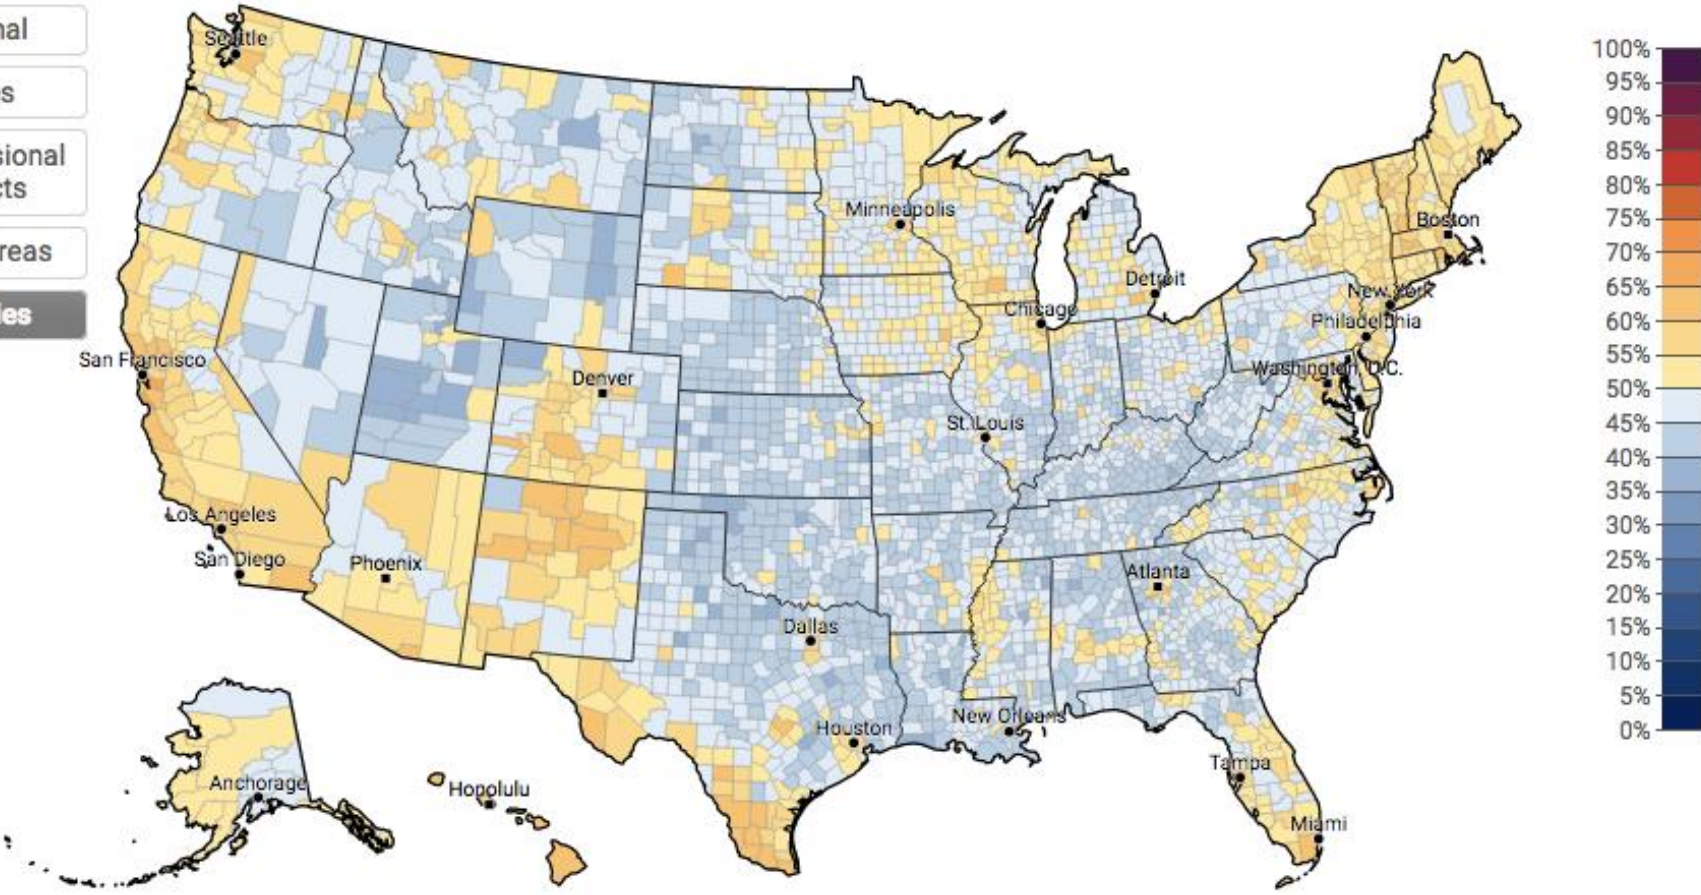 nal
s
sional
cts
reas
les
Seattle
Minneapolis
Boston
Detroit
New York
Chicago
Philadelphia
San Francisco
Washington, D.C.
Denver
St. Louis
Los Angeles
San Diego
Phoenix
Atlanta
Dallas
New Orleans
Houston
Tampa
Anchorage
Honolulu
Miami
100%
95%
90%
85%
80%
75%
70%
65%
60%
55%
50%
45%
40%
35%
30%
25%
20%
15%
10%
5%
0%